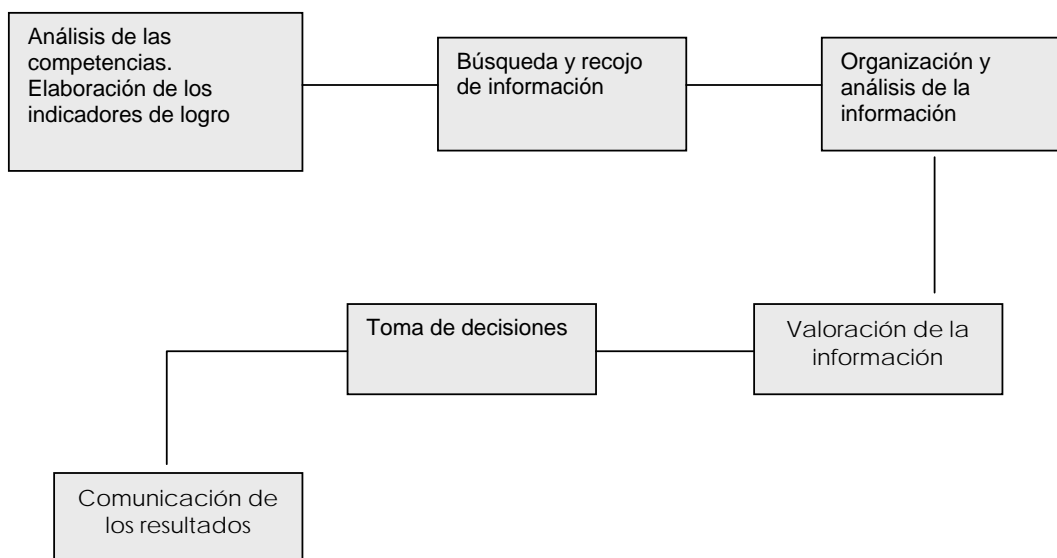 Análisis de las
competencias.
Elaboración de los
indicadores de logro
Búsqueda y recojo
de información
Organización y
análisis de la
información
Valoración de la
información
Toma de decisiones
Comunicación de
los resultados